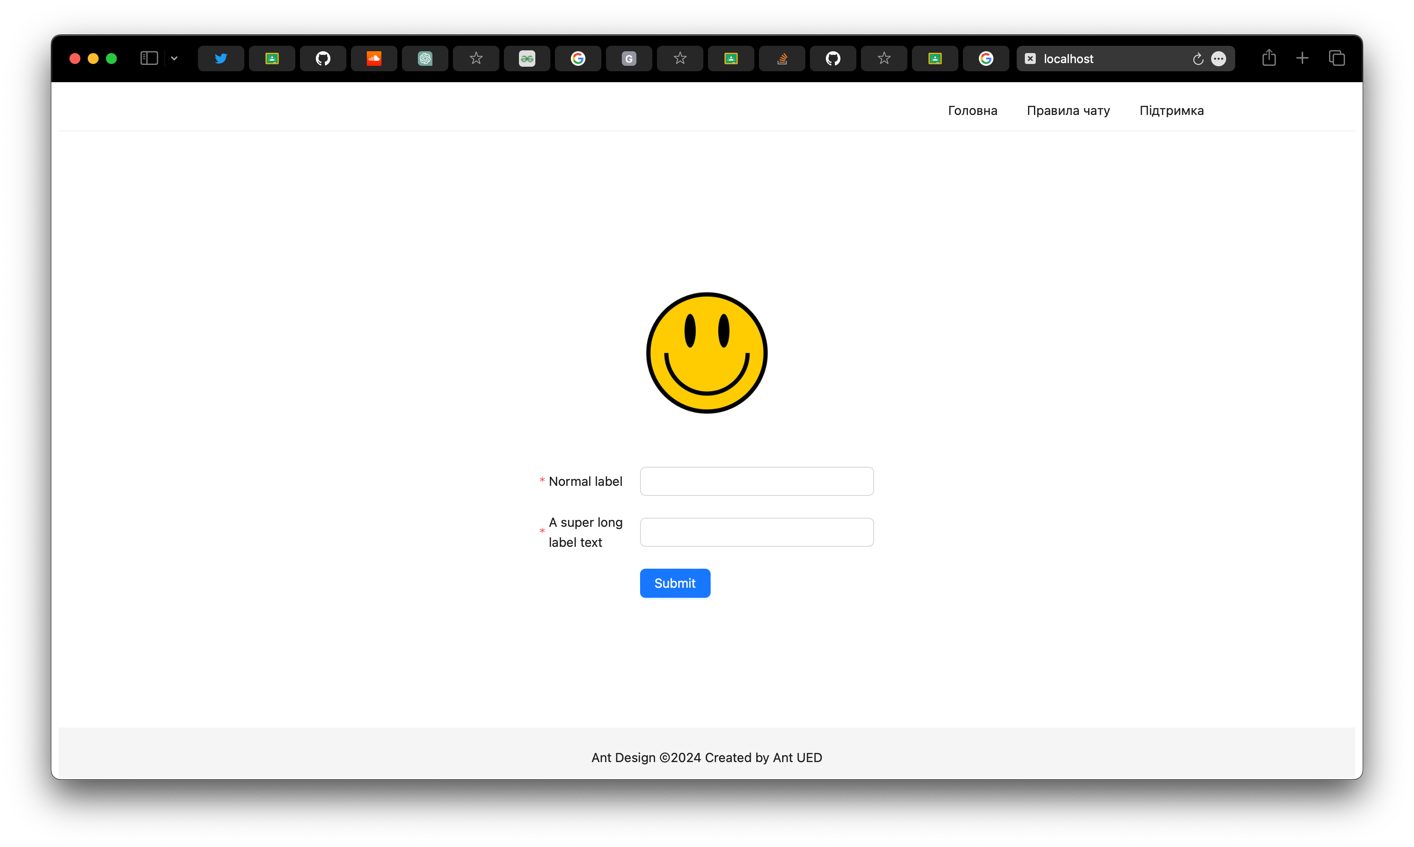 G
localhost
Головна Правила чату Підтримка
* Normal label
* A super long
label text
Submit
Ant Design ©2024 Created by Ant UED